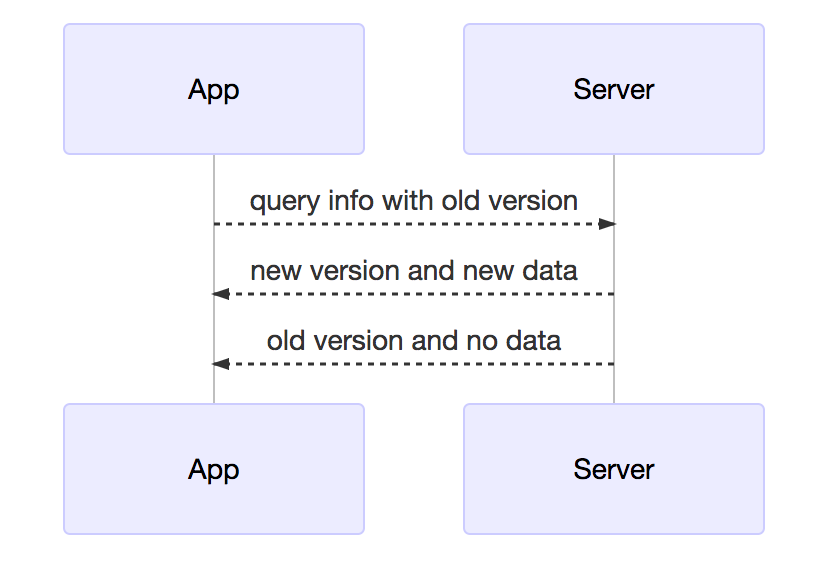 App
Server
query info with old version
new version and new data
old version and no data
App
Server